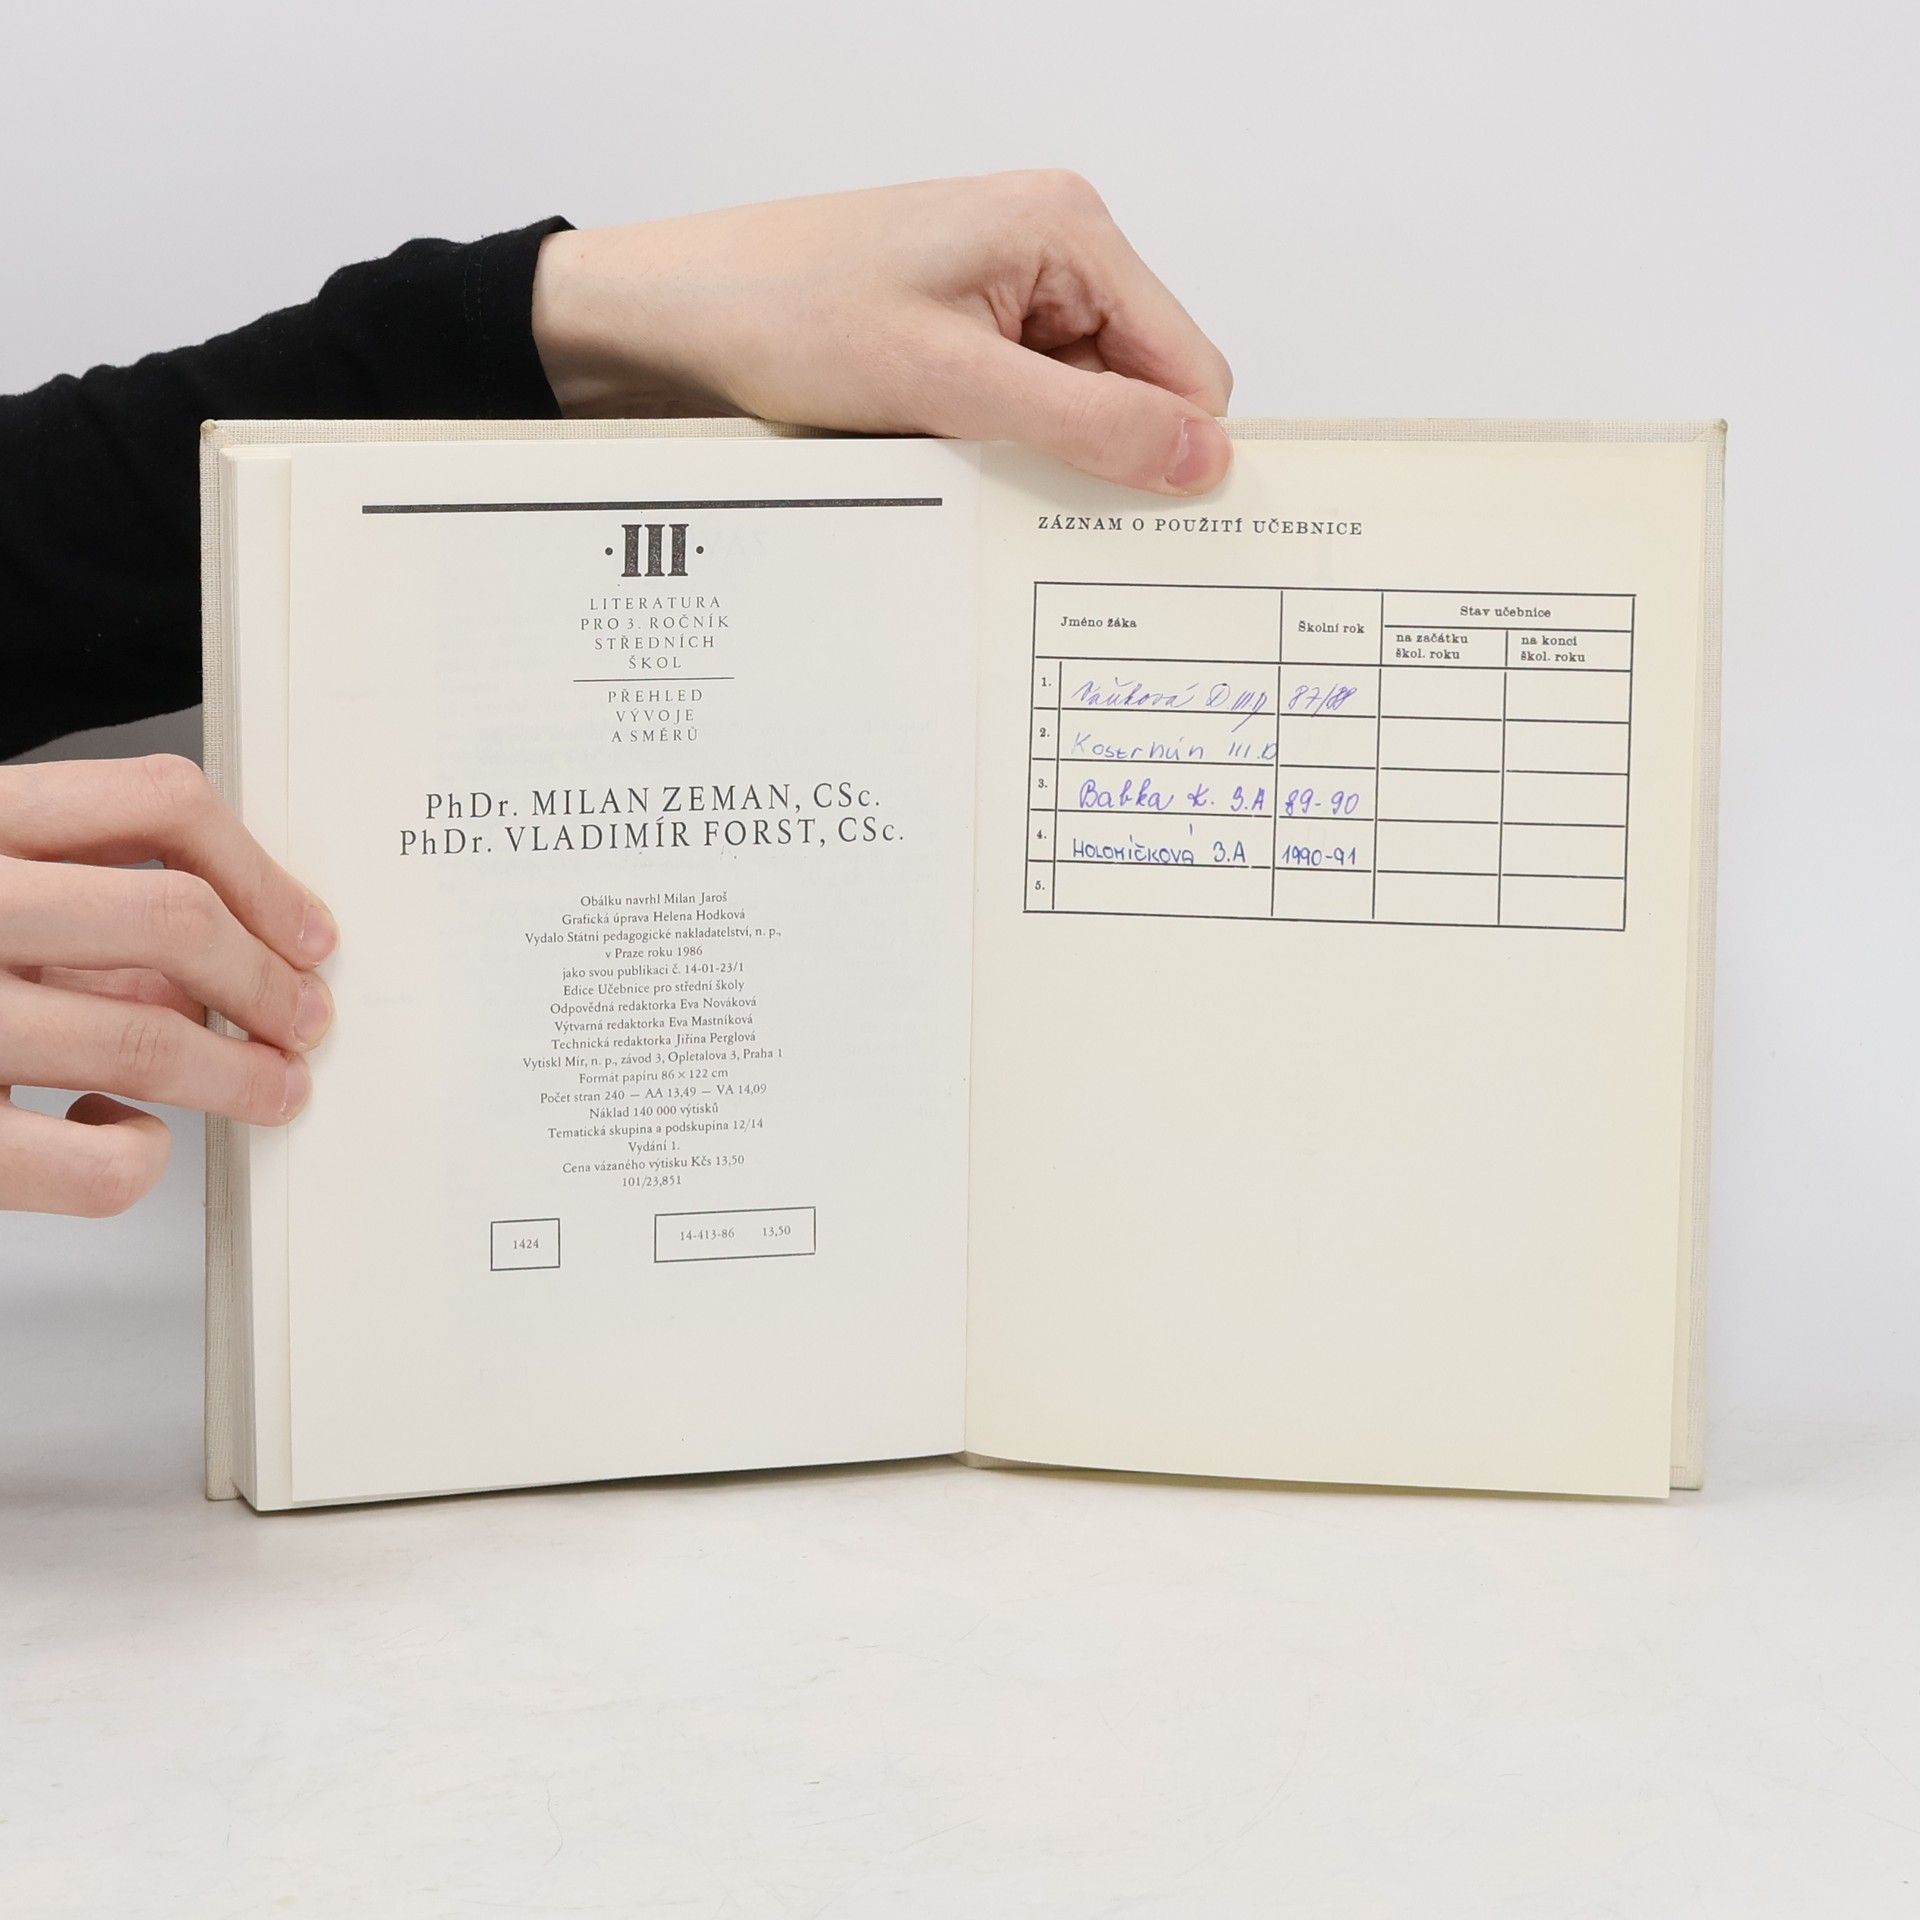 ·III·
LITERATURA
PRO 3. ROČNÍK
STŘEDNÍCH
ŠKOL
PŘEHLED
VÝVOJE
A SMĚRŮ
PhDr. MILAN ZEMAN, CSc.
PhDr. VLADIMÍR FORST, CSc.
Obálku navrhl Milan Jaroš
Grafická úprava Helena Hodková
Vydalo Státní pedagogické nakladatelství, n. p.,
v Praze roku 1986
jako svou publikaci č. 14-01-23/1
Edice Učebnice pro střední školy
Odpovědná redaktorka Eva Nováková
Výtvarná redaktorka Eva Mastníková
Technická redaktorka Jiřina Perglová
Vytiskl Mír, n. p., závod 3, Opletalova 3, Praha 1
Formát papíru 86 × 122 cm
Počet stran 240 — AA 13,49 — VA 14,09
Náklad 140 000 výtisků
Tematická skupina a podskupina 12/14
Vydání 1.
Cena vázaného výtisku Kčs 13,50
101/23,851
1424
14-413-86 13,50
ZÁZNAM O POUŽITÍ UČEBNICE
Jméno žáka
Školní rok
Stav učebnice
na začátku
škol. roku
na konci
škol. roku
1. D. III.D 87/88
2. III.D
3. Babka K. 3.A 89-90
4. HOLOMÍČKOVÁ 3.A 1990-91
5.